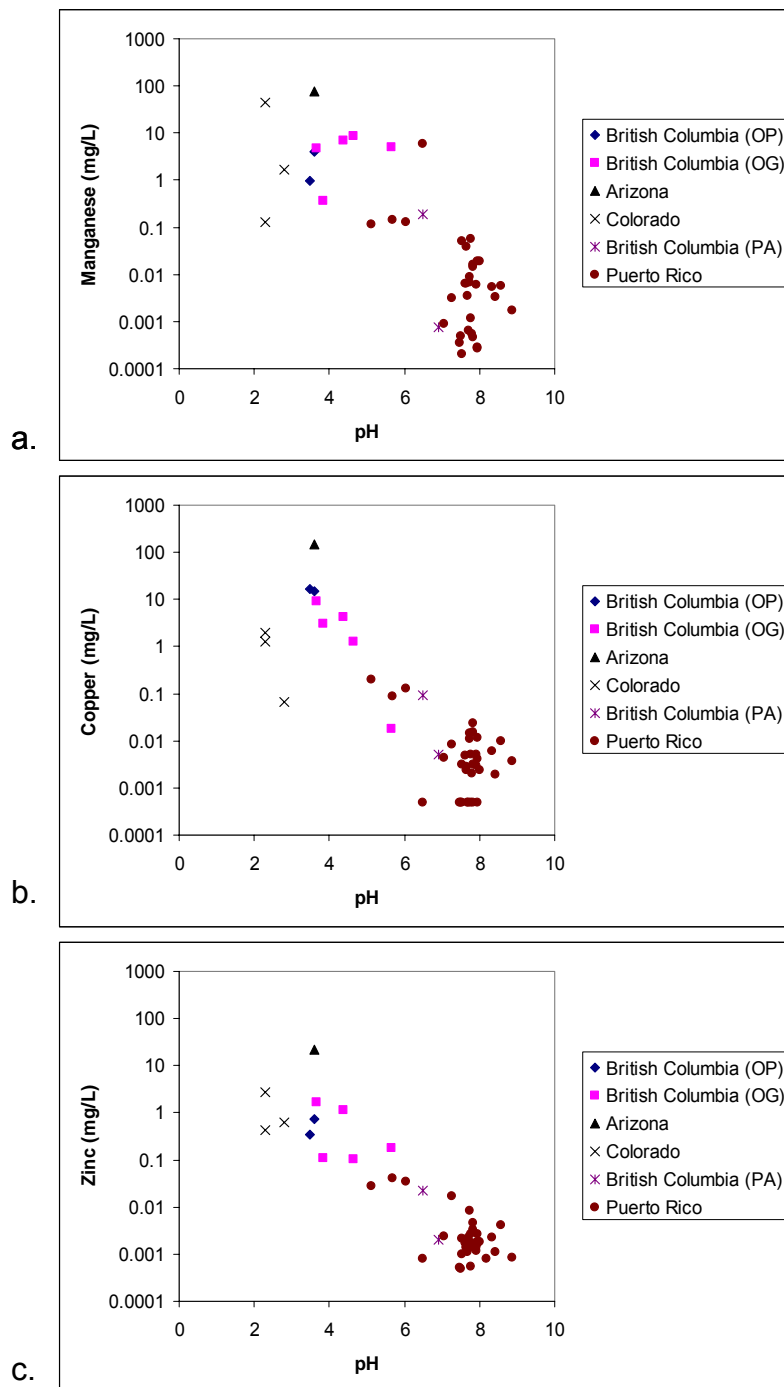 1000
100
10
1
0.1
0.01
0.001
0.0001
Manganese (mg/L)
0 2 4 6 8 10
pH
British Columbia (OP)
British Columbia (OG)
Arizona
Colorado
British Columbia (PA)
Puerto Rico
a.
1000
100
10
1
0.1
0.01
0.001
0.0001
Copper (mg/L)
0 2 4 6 8 10
pH
British Columbia (OP)
British Columbia (OG)
Arizona
Colorado
British Columbia (PA)
Puerto Rico
b.
1000
100
10
1
0.1
0.01
0.001
0.0001
Zinc (mg/L)
0 2 4 6 8 10
pH
British Columbia (OP)
British Columbia (OG)
Arizona
Colorado
British Columbia (PA)
Puerto Rico
c.